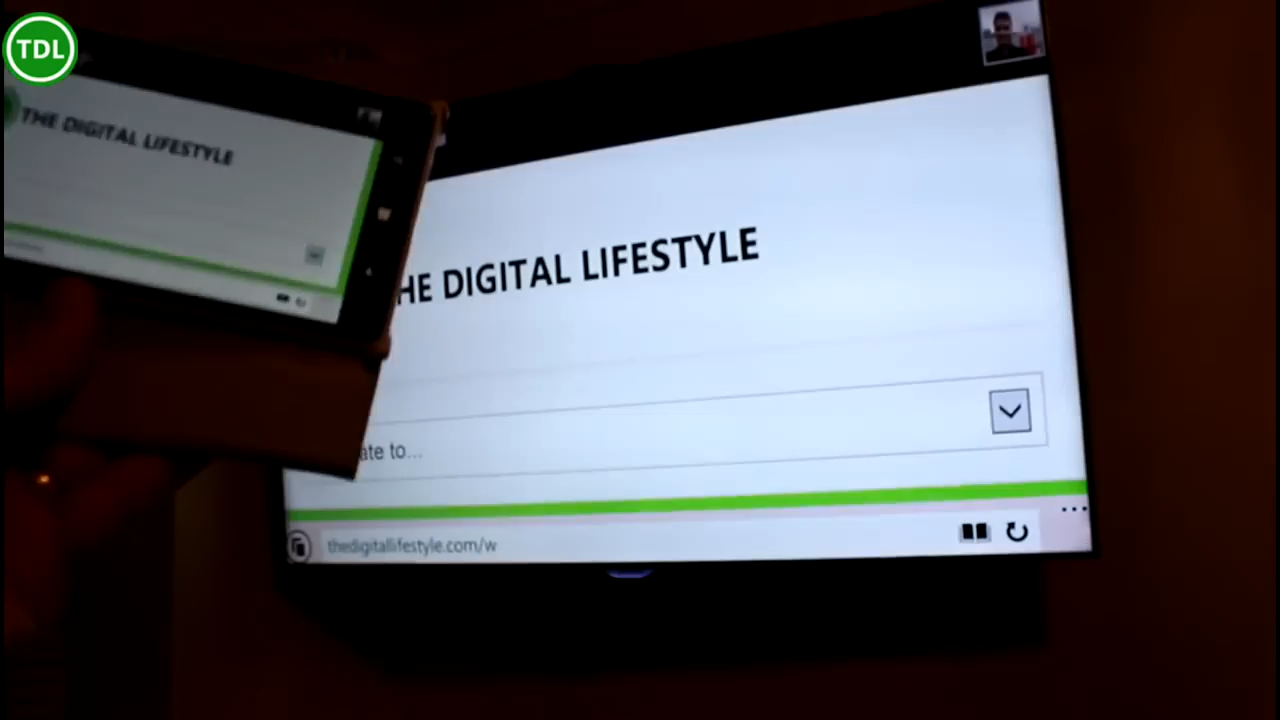 TDL
THE DIGITAL LIFESTYLE
HE DIGITAL LIFESTYLE
ate to...
thedigitallifestyle.com/w